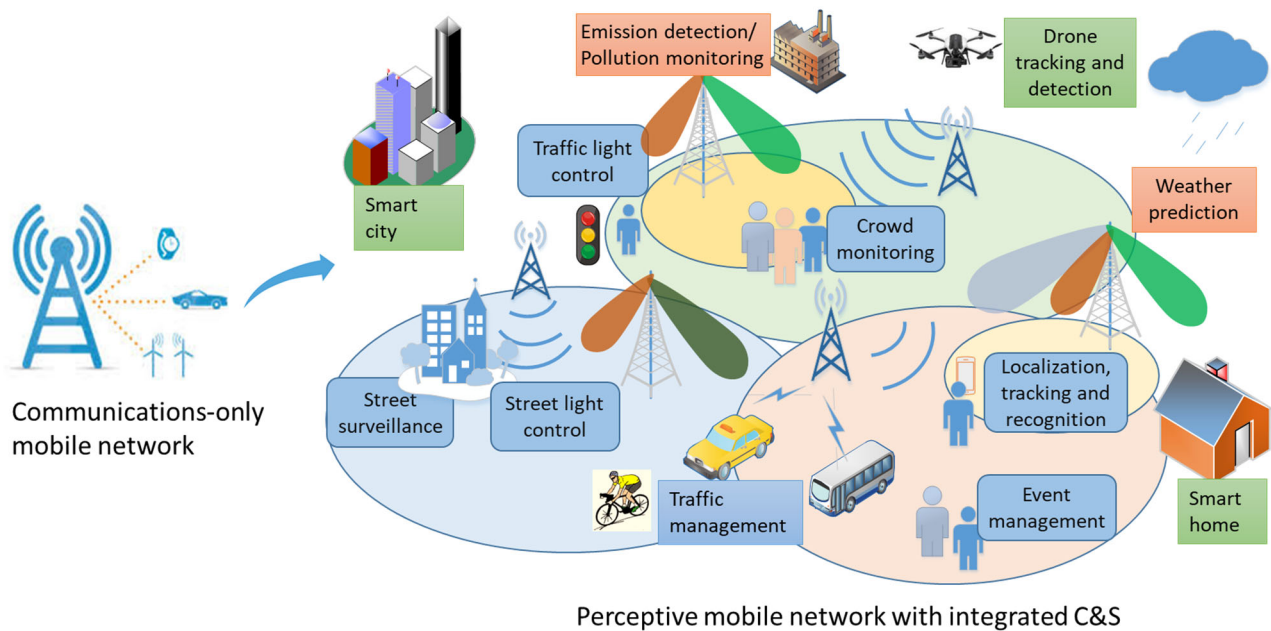 Emission detection/
Pollution monitoring
Drone
tracking and
detection
Traffic light
control
Smart
city
Weather
prediction
Crowd
monitoring
Communications-only
mobile network
Street
surveillance
Street light
control
Localization,
tracking and
recognition
Traffic
management
Event
management
Smart
home
Perceptive mobile network with integrated C&S